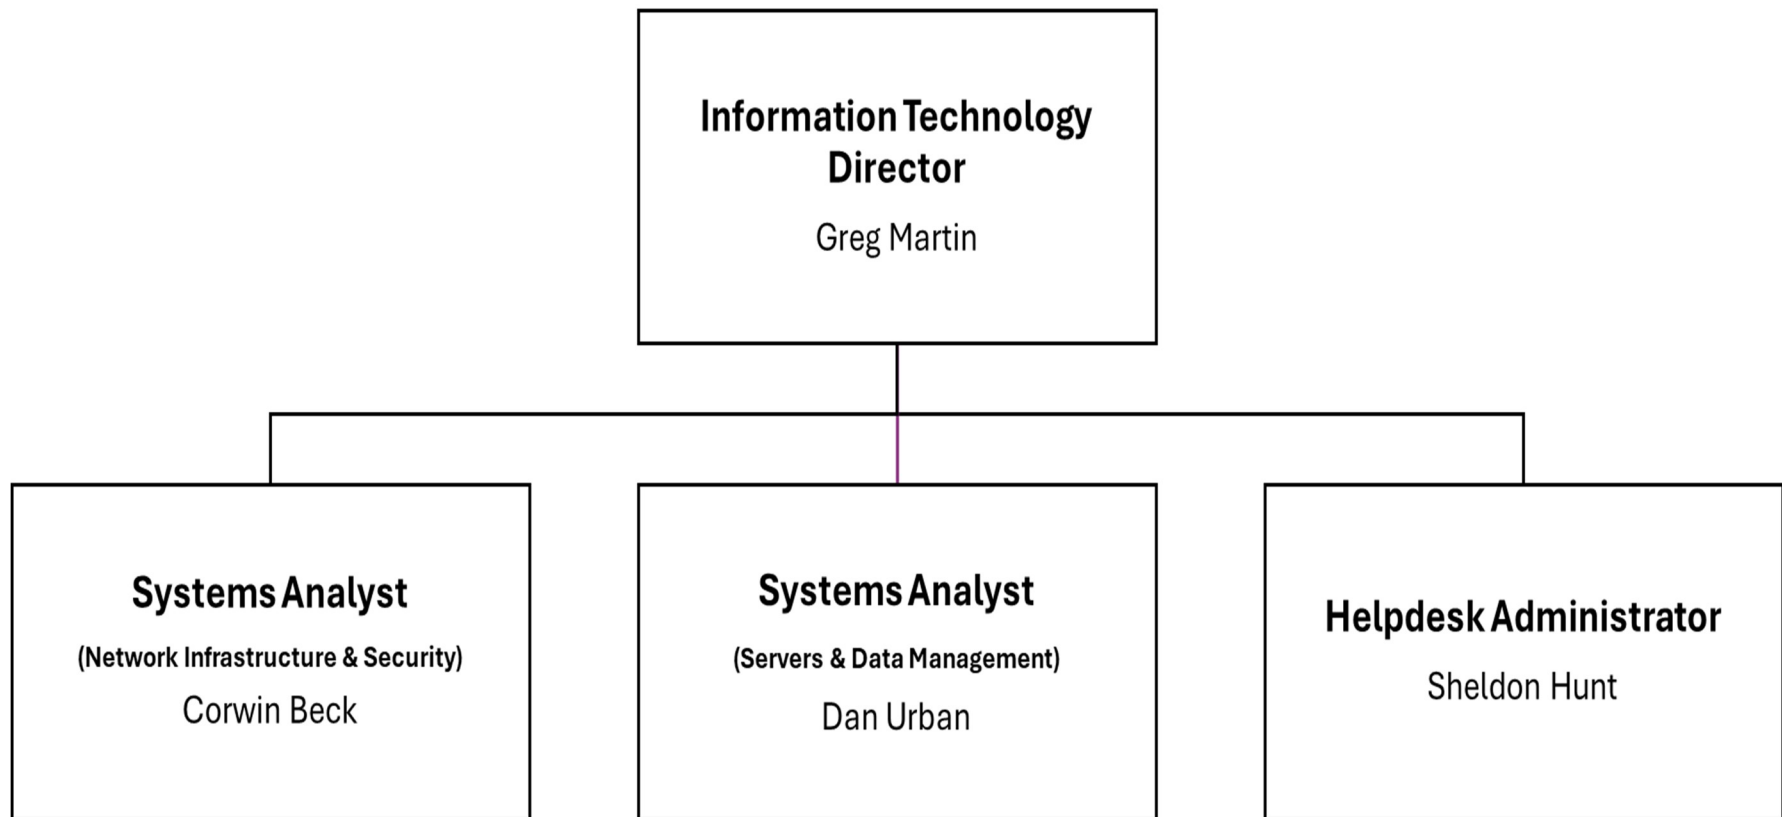 Information Technology
Director
Greg Martin
Systems Analyst
(Network Infrastructure & Security)
Corwin Beck
Systems Analyst
(Servers & Data Management)
Dan Urban
Helpdesk Administrator
Sheldon Hunt